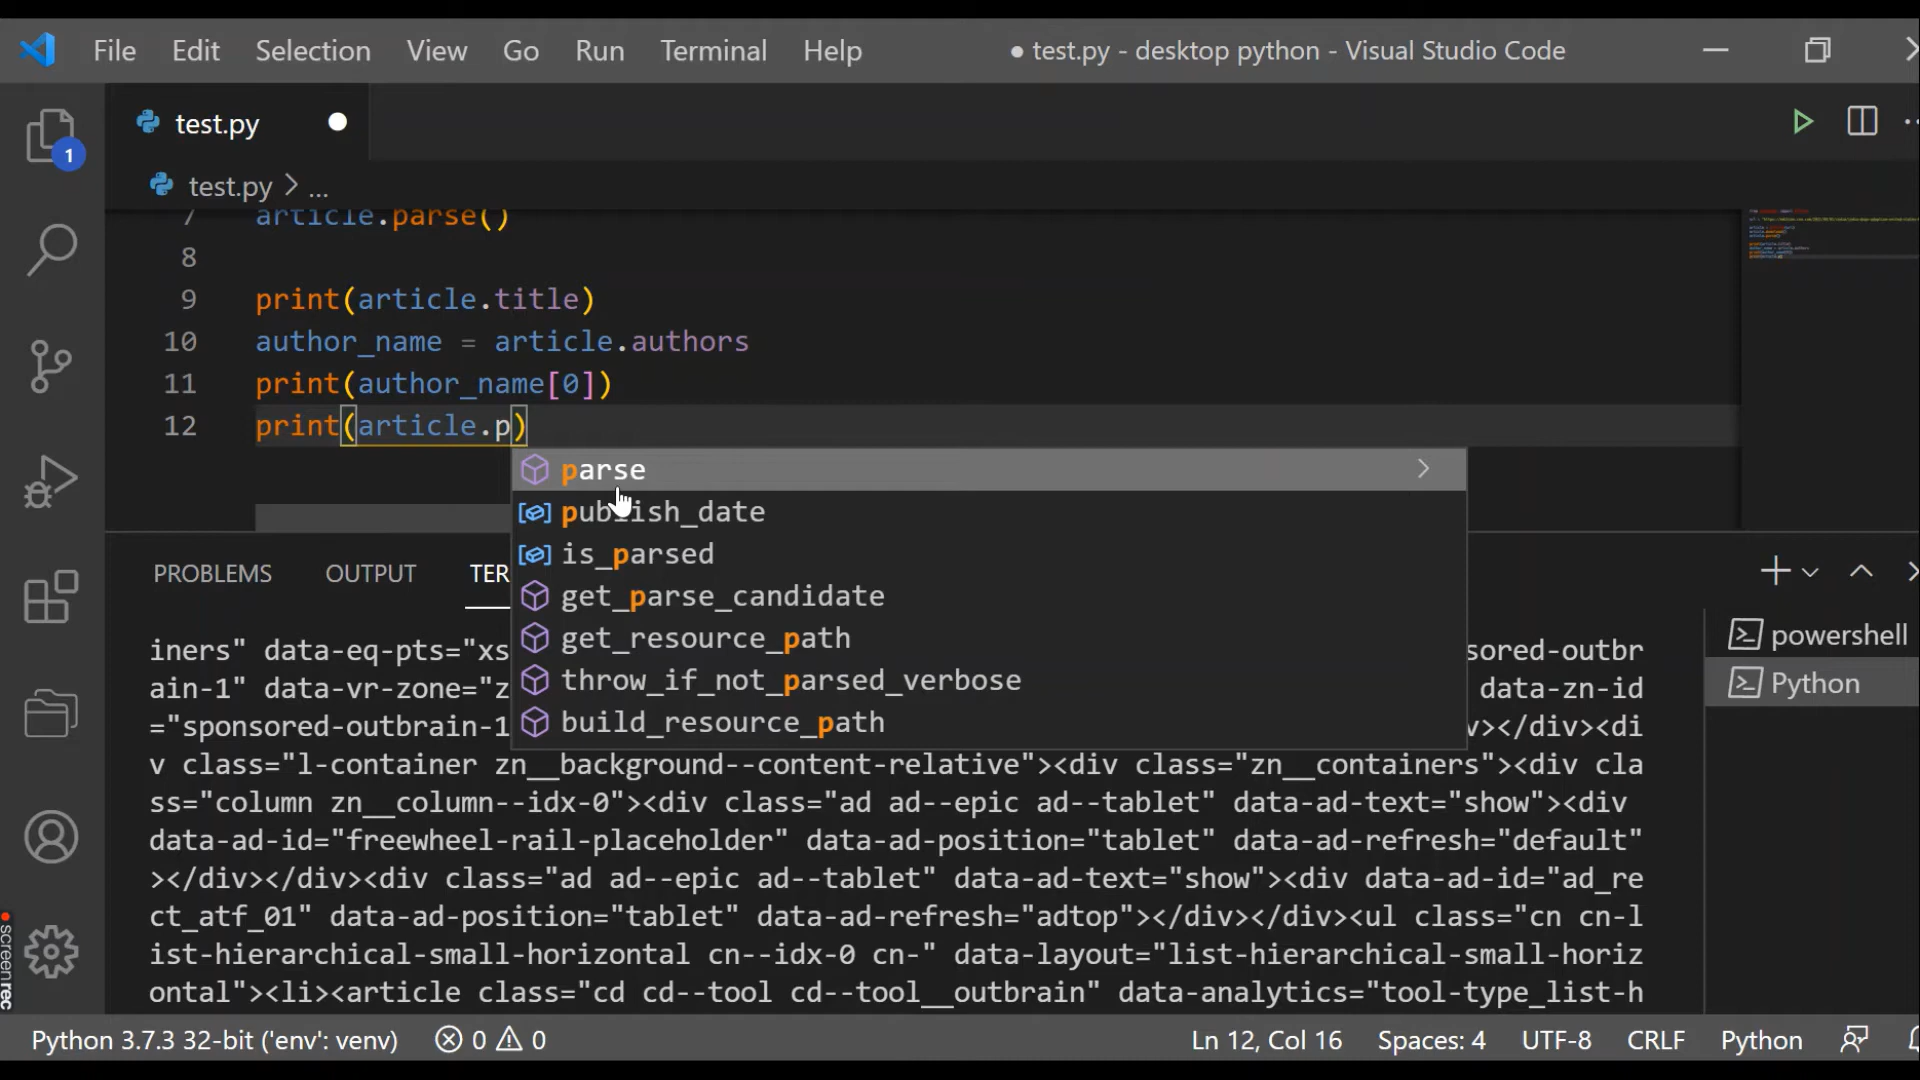 File Edit Selection View Go Run Terminal Help ● test.py - desktop python - Visual Studio Code
test.py
1
test.py > ...
7 article.parse()
8
9 print(article.title)
10 author_name = article.authors
11 print(author_name[0])
12 print(article.p)
parse
publish_date
is_parsed
get_parse_candidate
get_resource_path
throw_if_not_parsed_verbose
build_resource_path
PROBLEMS OUTPUT TER
powershell
Python
iners" data-eq-pts="xs sored-outbr
ain-1" data-vr-zone="z data-zn-id
="sponsored-outbrain-1 v></div><di
v class="l-container zn__background--content-relative"><div class="zn__containers"><div cla
ss="column zn__column--idx-0"><div class="ad ad--epic ad--tablet" data-ad-text="show"><div
data-ad-id="freewheel-rail-placeholder" data-ad-position="tablet" data-ad-refresh="default"
></div></div><div class="ad ad--epic ad--tablet" data-ad-text="show"><div data-ad-id="ad_re
ct_atf_01" data-ad-position="tablet" data-ad-refresh="adtop"></div></div><ul class="cn cn-l
ist-hierarchical-small-horizontal cn--idx-0 cn-" data-layout="list-hierarchical-small-horiz
ontal"><li><article class="cd cd--tool cd--tool__outbrain" data-analytics="tool-type_list-h
screenrec
Python 3.7.3 32-bit ('env': venv) 0 0 Ln 12, Col 16 Spaces: 4 UTF-8 CRLF Python